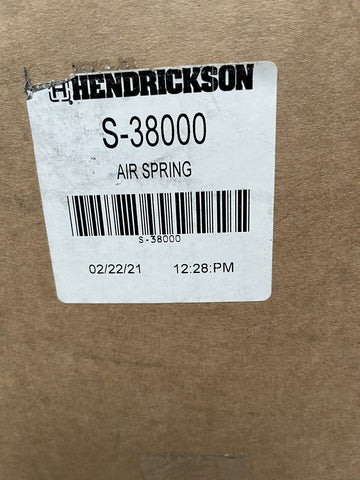 HENDRICKSON
S-38000
AIR SPRING
S-38000
02/22/21 12:28:PM